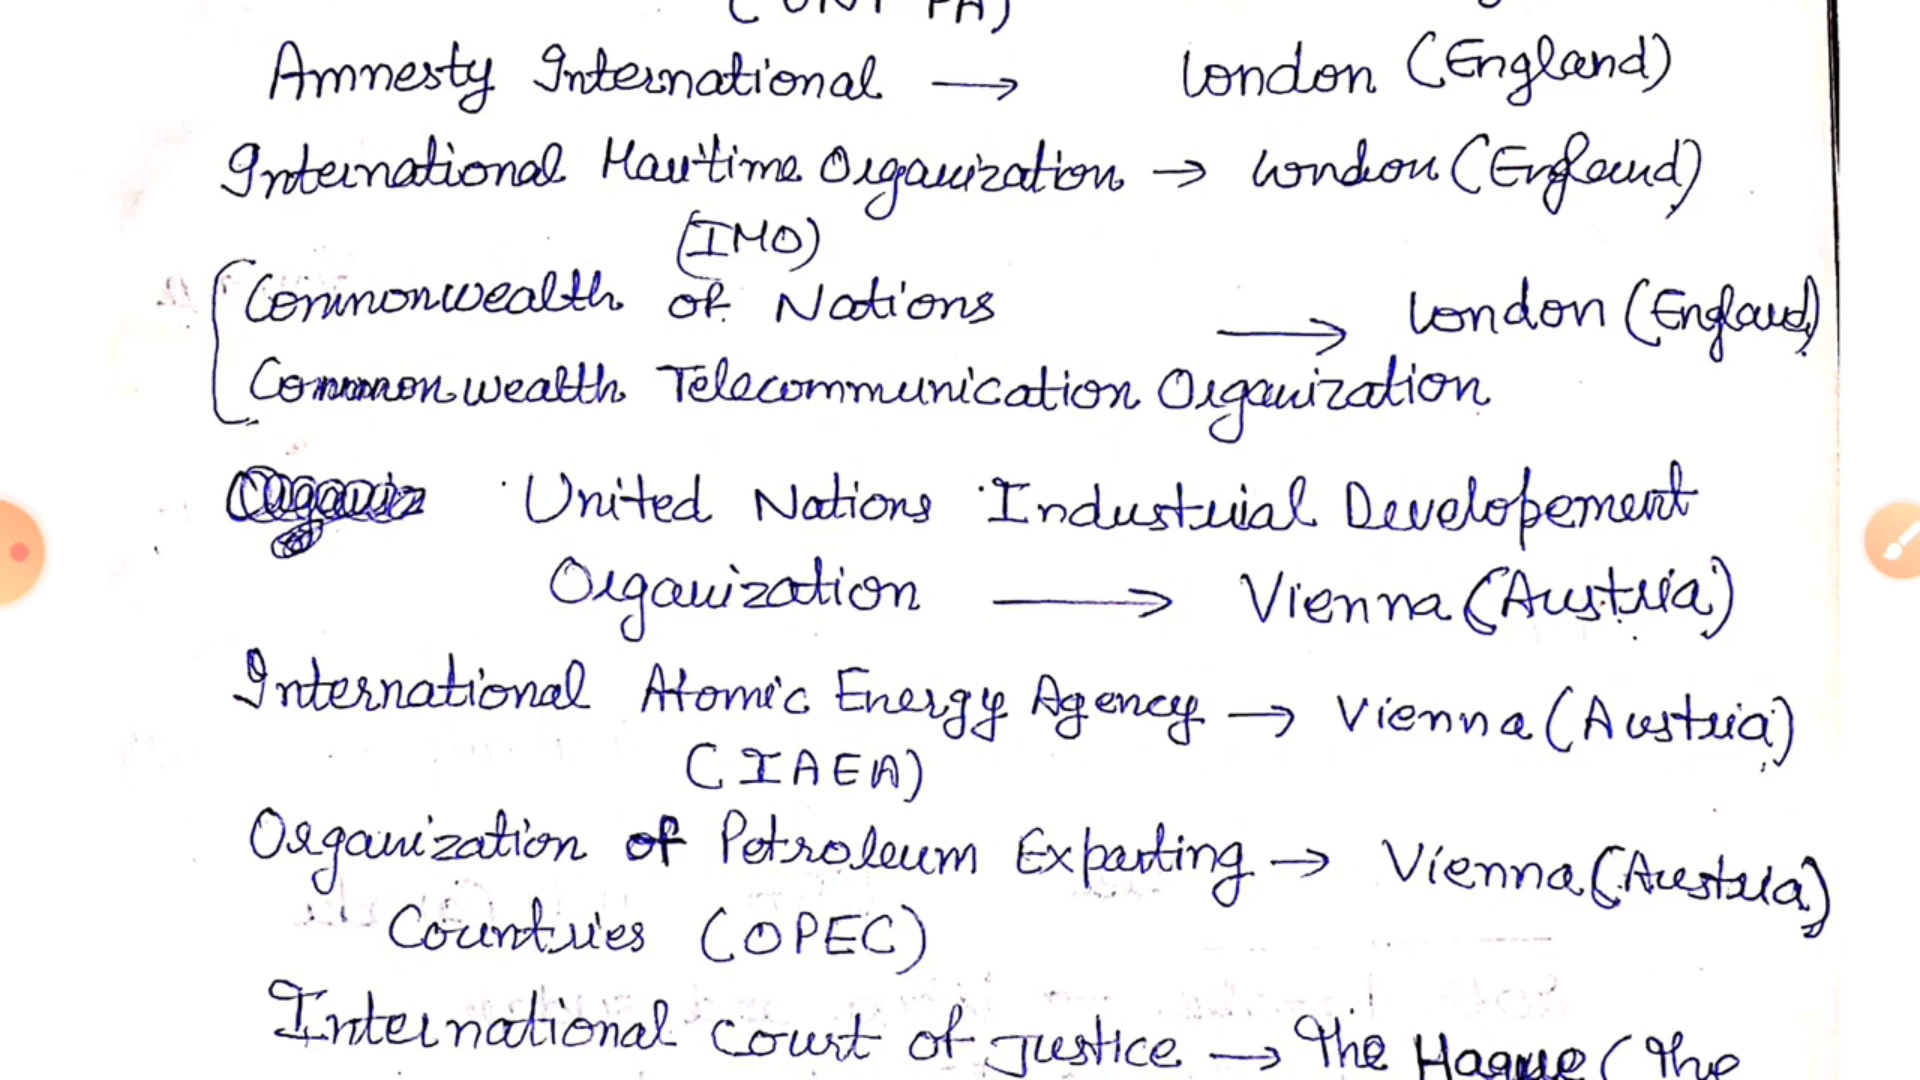 Amnesty International → London (England)
International Maritime Organization → London (England)
(IMO)
Commonwealth of Nations → London (England)
Commonwealth Telecommunication Organization
United Nations Industrial Developement
Organization → Vienna (Austria)
International Atomic Energy Agency → Vienna (Austria)
(IAEA)
Organization of Petroleum Exporting → Vienna (Austria)
Countries (OPEC)
International Court of Justice → The Hague (The